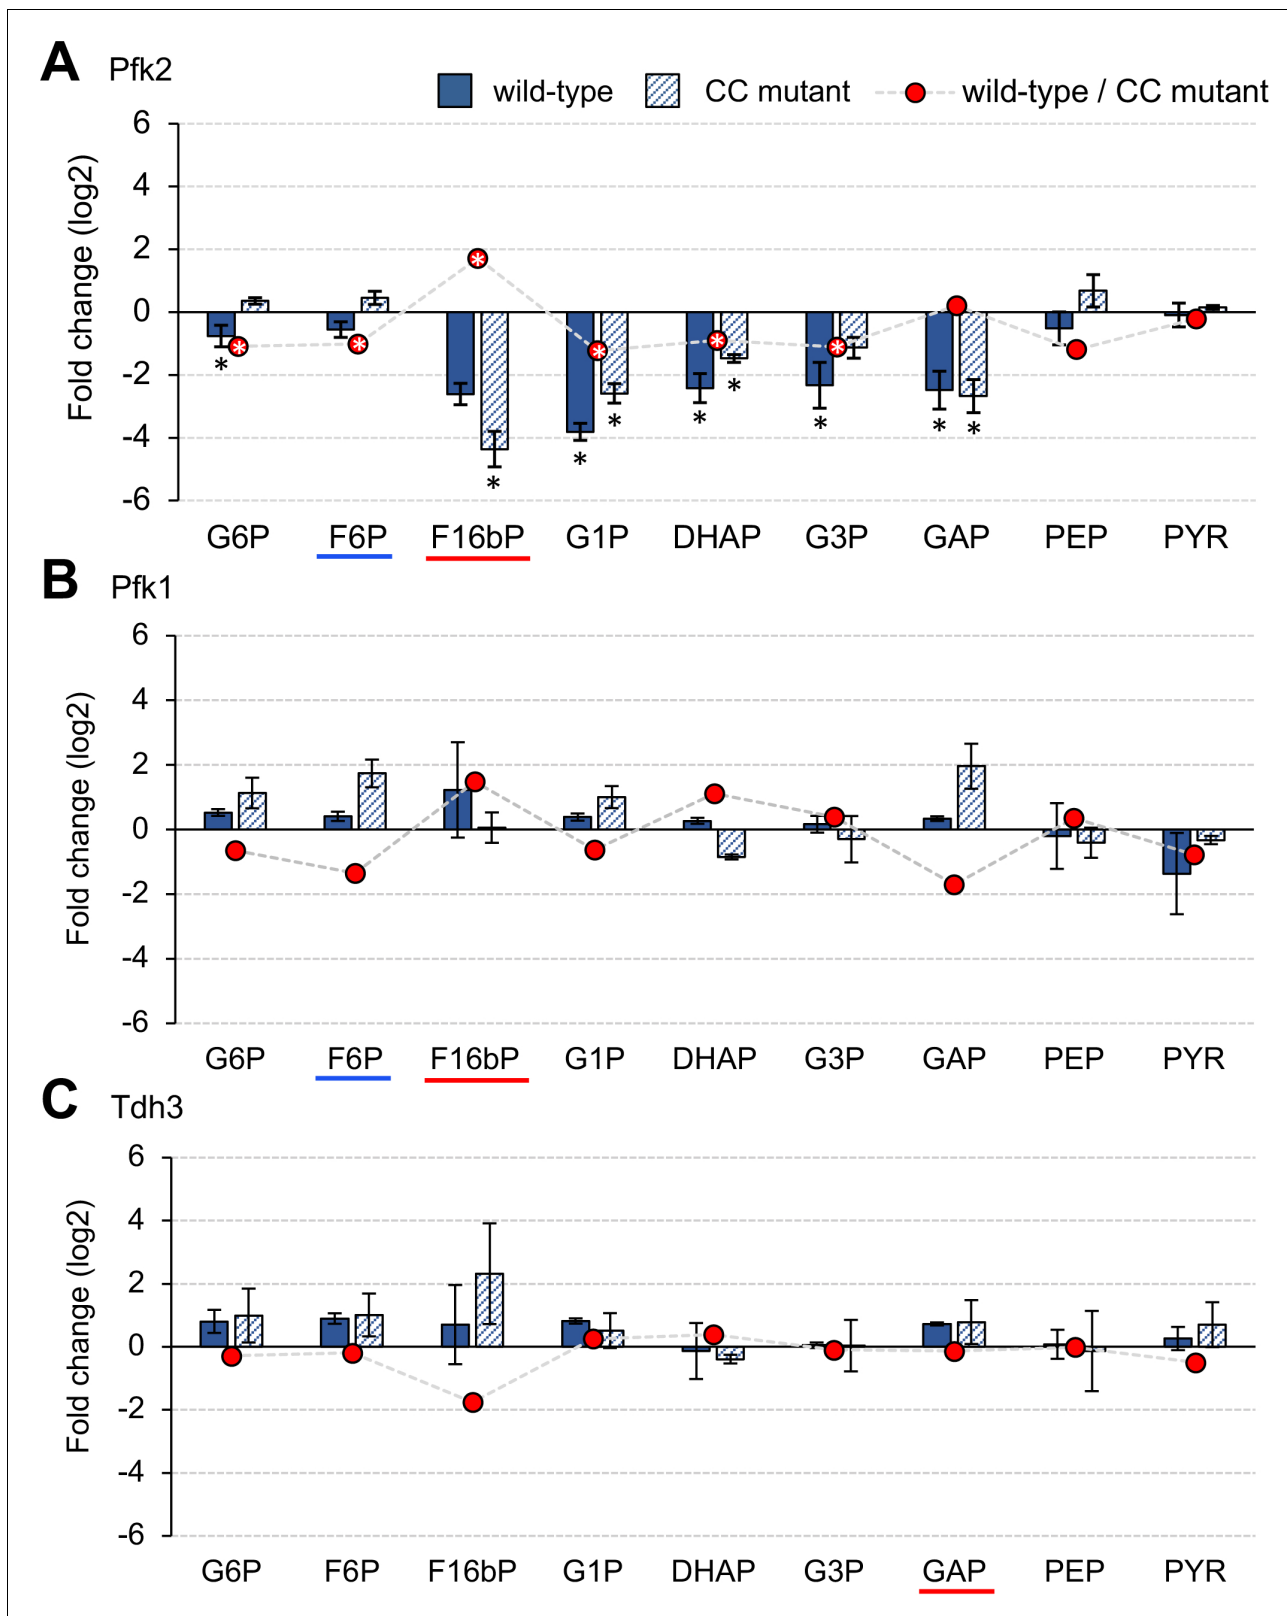 A Pfk2
wild-type CC mutant wild-type / CC mutant
Fold change (log2)
6
4
2
0
-2
-4
-6
* * * * * * * * * * * * * * *
G6P F6P F16bP G1P DHAP G3P GAP PEP PYR
B Pfk1
Fold change (log2)
6
4
2
0
-2
-4
-6
G6P F6P F16bP G1P DHAP G3P GAP PEP PYR
C Tdh3
Fold change (log2)
6
4
2
0
-2
-4
-6
G6P F6P F16bP G1P DHAP G3P GAP PEP PYR